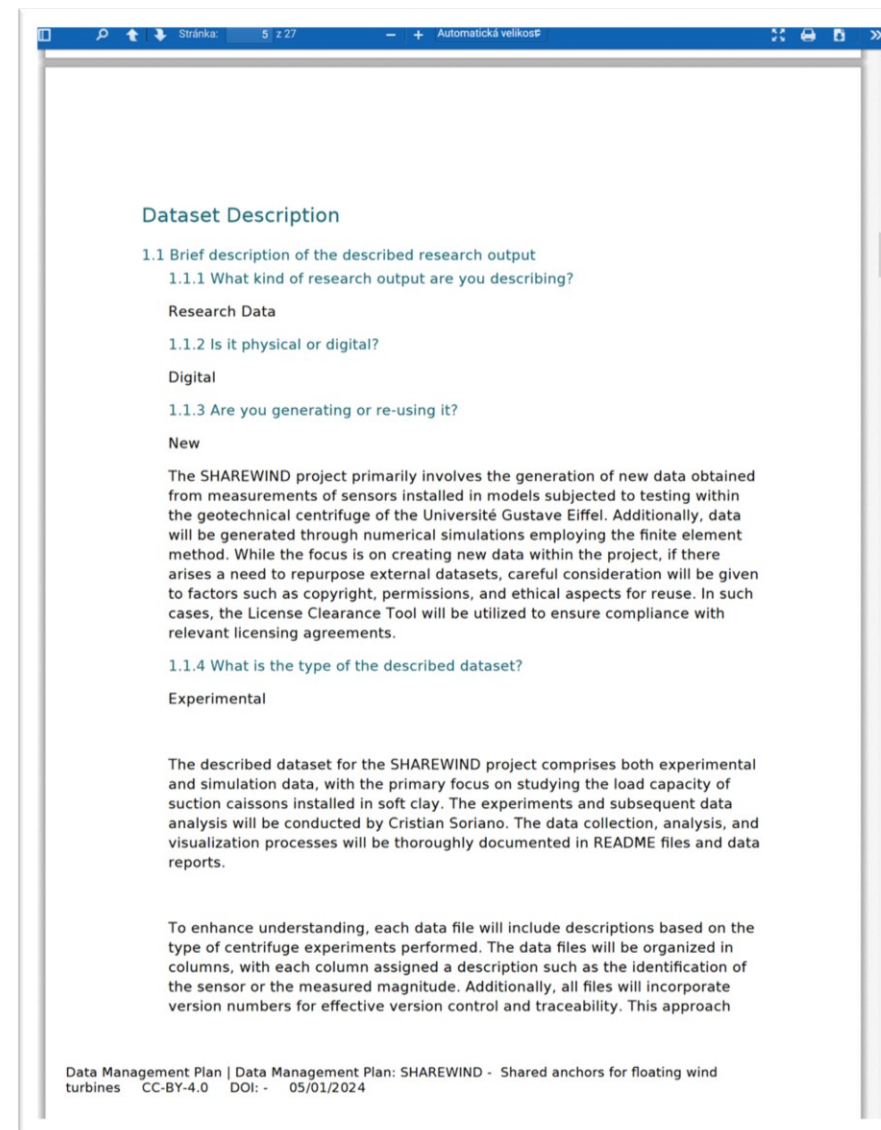 Stránka: 5 z 27 − + Automatická velikost
Dataset Description
1.1 Brief description of the described research output
1.1.1 What kind of research output are you describing?
Research Data
1.1.2 Is it physical or digital?
Digital
1.1.3 Are you generating or re-using it?
New
The SHAREWIND project primarily involves the generation of new data obtained
from measurements of sensors installed in models subjected to testing within
the geotechnical centrifuge of the Université Gustave Eiffel. Additionally, data
will be generated through numerical simulations employing the finite element
method. While the focus is on creating new data within the project, if there
arises a need to repurpose external datasets, careful consideration will be given
to factors such as copyright, permissions, and ethical aspects for reuse. In such
cases, the License Clearance Tool will be utilized to ensure compliance with
relevant licensing agreements.
1.1.4 What is the type of the described dataset?
Experimental
The described dataset for the SHAREWIND project comprises both experimental
and simulation data, with the primary focus on studying the load capacity of
suction caissons installed in soft clay. The experiments and subsequent data
analysis will be conducted by Cristian Soriano. The data collection, analysis, and
visualization processes will be thoroughly documented in README files and data
reports.
To enhance understanding, each data file will include descriptions based on the
type of centrifuge experiments performed. The data files will be organized in
columns, with each column assigned a description such as the identification of
the sensor or the measured magnitude. Additionally, all files will incorporate
version numbers for effective version control and traceability. This approach
Data Management Plan | Data Management Plan: SHAREWIND - Shared anchors for floating wind
turbines CC-BY-4.0 DOI: - 05/01/2024